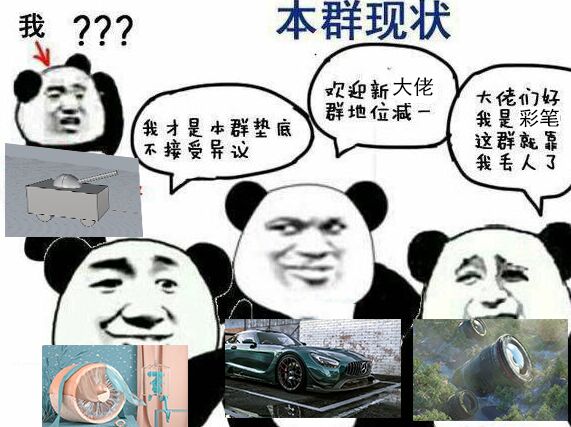 本群现状
我 ???
我才是本群垫底
不接受异议
欢迎新大佬
群地位减一
大佬们好
我是彩笔
这群就靠
我丢人了